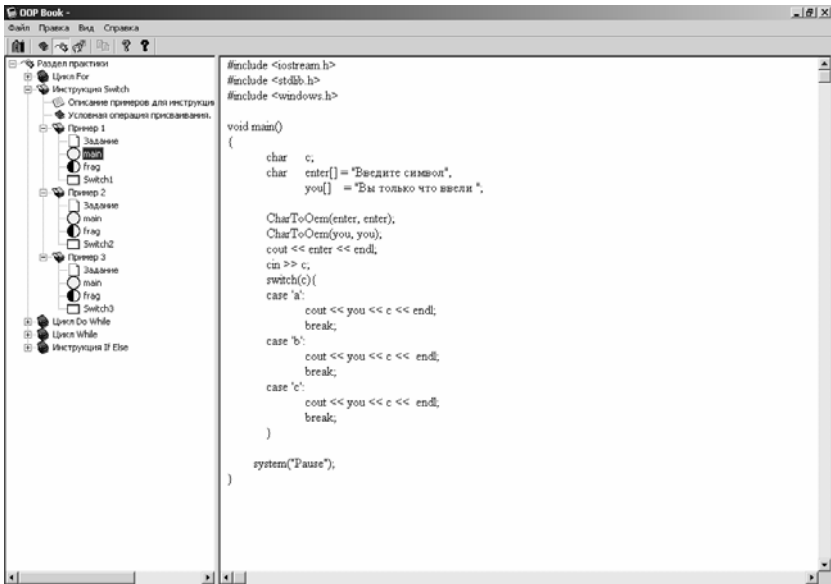 OOP Book -
Файл Правка Вид Справка
Раздел практики
Цикл For
Инструкция Switch
Описание примеров для инструкци
Условная операция присваивания.
Пример 1
Задание
main
frag
Switch1
Пример 2
Задание
main
frag
Switch2
Пример 3
Задание
main
frag
Switch3
Цикл Do While
Цикл While
Инструкция If Else
#include <iostream.h>
#include <stdlib.h>
#include <windows.h>
void main()
{
char c;
char enter[] = "Введите символ",
you[] = "Вы только что ввели ";
CharToOem(enter, enter);
CharToOem(you, you);
cout << enter << endl;
cin >> c;
switch(c){
case 'a':
cout << you << c << endl;
break;
case 'b':
cout << you << c << endl;
break;
case 'c':
cout << you << c << endl;
break;
}
system("Pause");
}